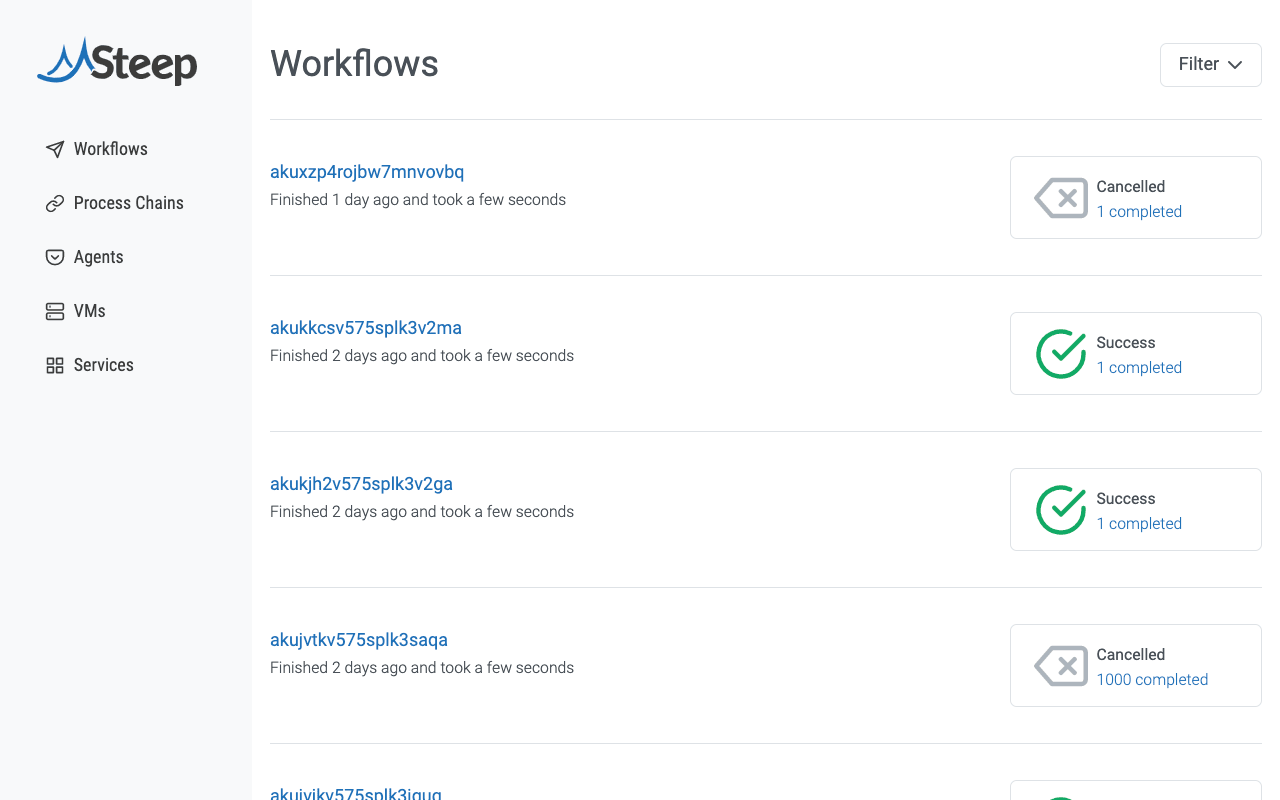 Steep
Workflows
Process Chains
Agents
VMs
Services
Workflows
Filter
akuxzp4rojbw7mnvovbq
Finished 1 day ago and took a few seconds
Cancelled
1 completed
akukkcsv575splk3v2ma
Finished 2 days ago and took a few seconds
Success
1 completed
akukjh2v575splk3v2ga
Finished 2 days ago and took a few seconds
Success
1 completed
akujvtkv575splk3saqa
Finished 2 days ago and took a few seconds
Cancelled
1000 completed